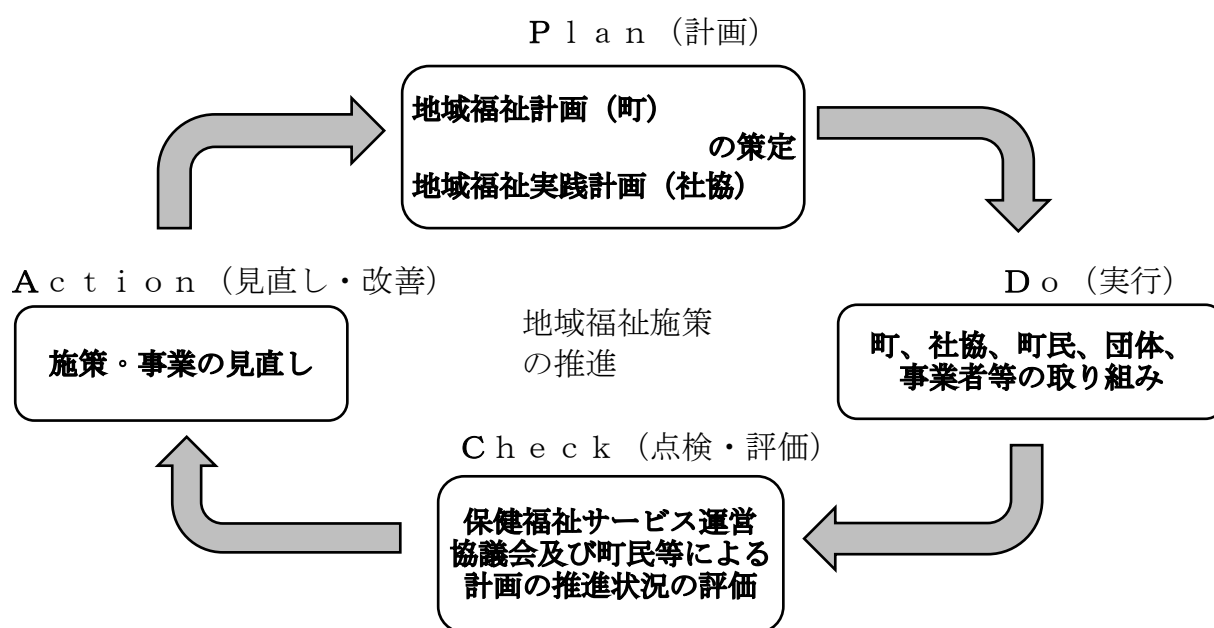 Ｐｌａｎ（計画）
地域福祉計画（町）
の策定
地域福祉実践計画（社協）
Ａｃｔｉｏｎ（見直し・改善）
施策・事業の見直し
地域福祉施策
の推進
Ｄｏ（実行）
町、社協、町民、団体、
事業者等の取り組み
Ｃｈｅｃｋ（点検・評価）
保健福祉サービス運営
協議会及び町民等による
計画の推進状況の評価